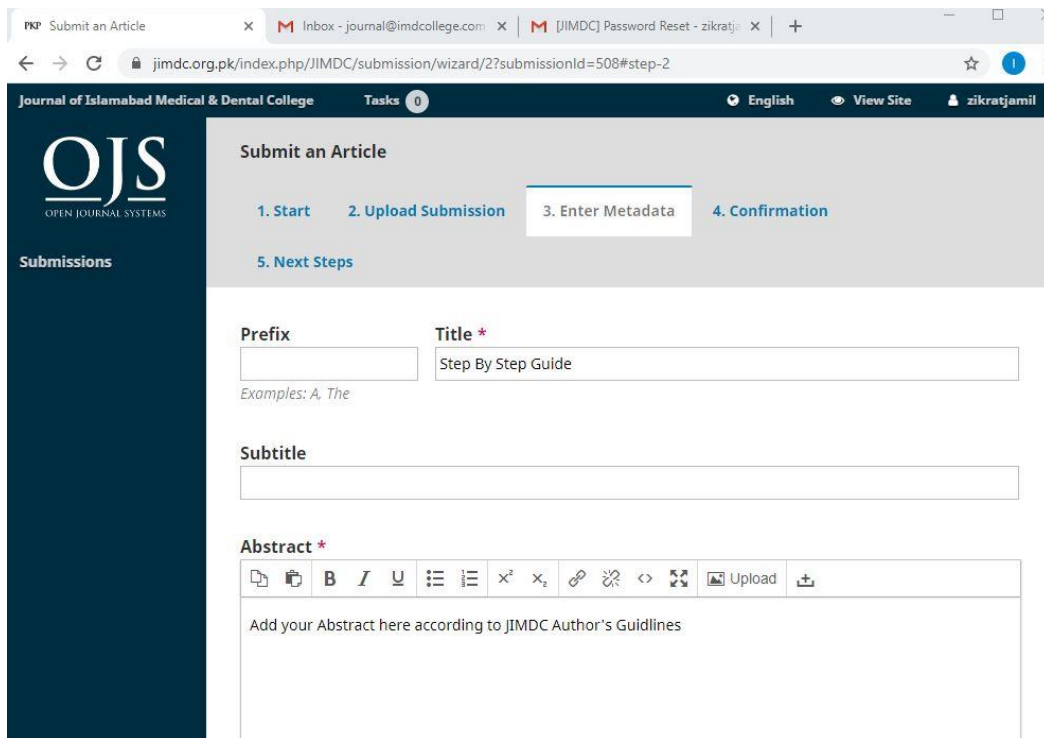 PKP Submit an Article
Inbox - journal@imdcollege.com
[JIMDC] Password Reset - zikratja
jimdc.org.pk/index.php/JIMDC/submission/wizard/2?submissionId=508#step-2
I
Journal of Islamabad Medical & Dental College Tasks 0 English View Site zikratjamil
OJS
OPEN JOURNAL SYSTEMS
Submissions
Submit an Article
1. Start 2. Upload Submission 3. Enter Metadata 4. Confirmation
5. Next Steps
Prefix Title *
Step By Step Guide
Examples: A, The
Subtitle
Abstract *
B I U x² x₂ Upload
Add your Abstract here according to JIMDC Author's Guidlines